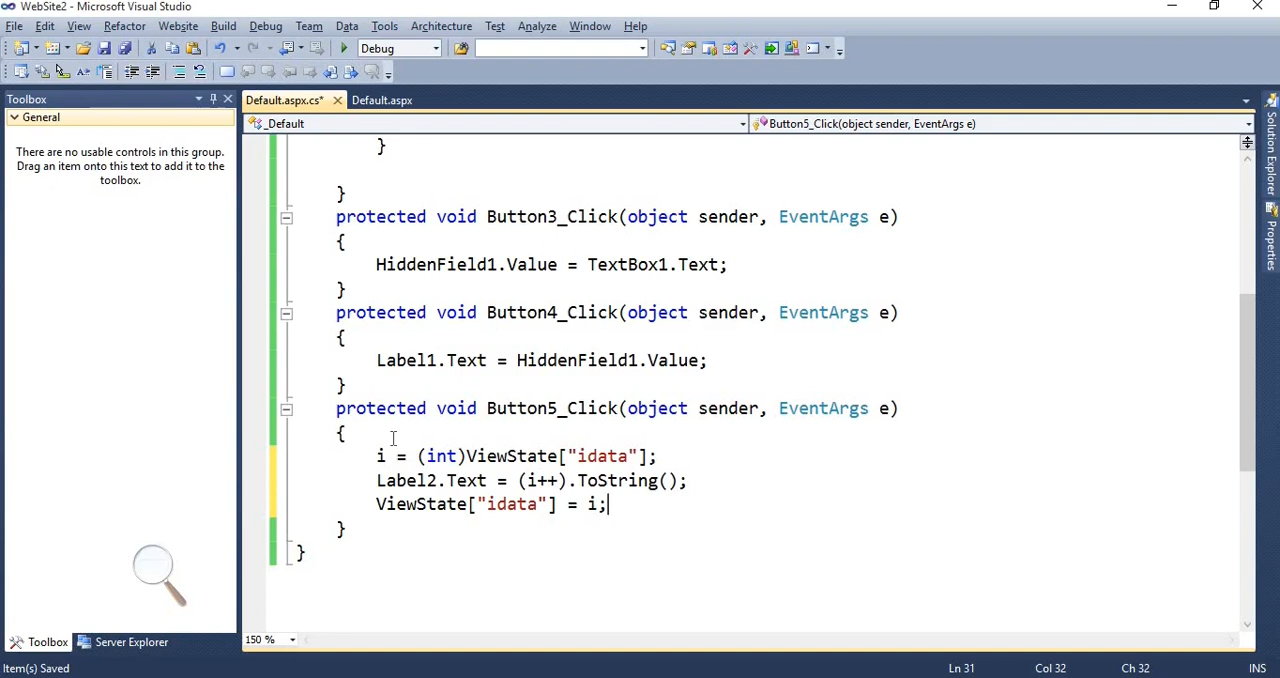 WebSite2 - Microsoft Visual Studio
File Edit View Refactor Website Build Debug Team Data Tools Architecture Test Analyze Window Help
Debug
Toolbox
General
There are no usable controls in this group.
Drag an item onto this text to add it to the
toolbox.
Default.aspx.cs* Default.aspx
_Default Button5_Click(object sender, EventArgs e)
}
}
protected void Button3_Click(object sender, EventArgs e)
{
HiddenField1.Value = TextBox1.Text;
}
protected void Button4_Click(object sender, EventArgs e)
{
Label1.Text = HiddenField1.Value;
}
protected void Button5_Click(object sender, EventArgs e)
{
i = (int)ViewState["idata"];
Label2.Text = (i++).ToString();
ViewState["idata"] = i;
}
}
Solution Explorer
Properties
150 %
Toolbox Server Explorer
Item(s) Saved Ln 31 Col 32 Ch 32 INS